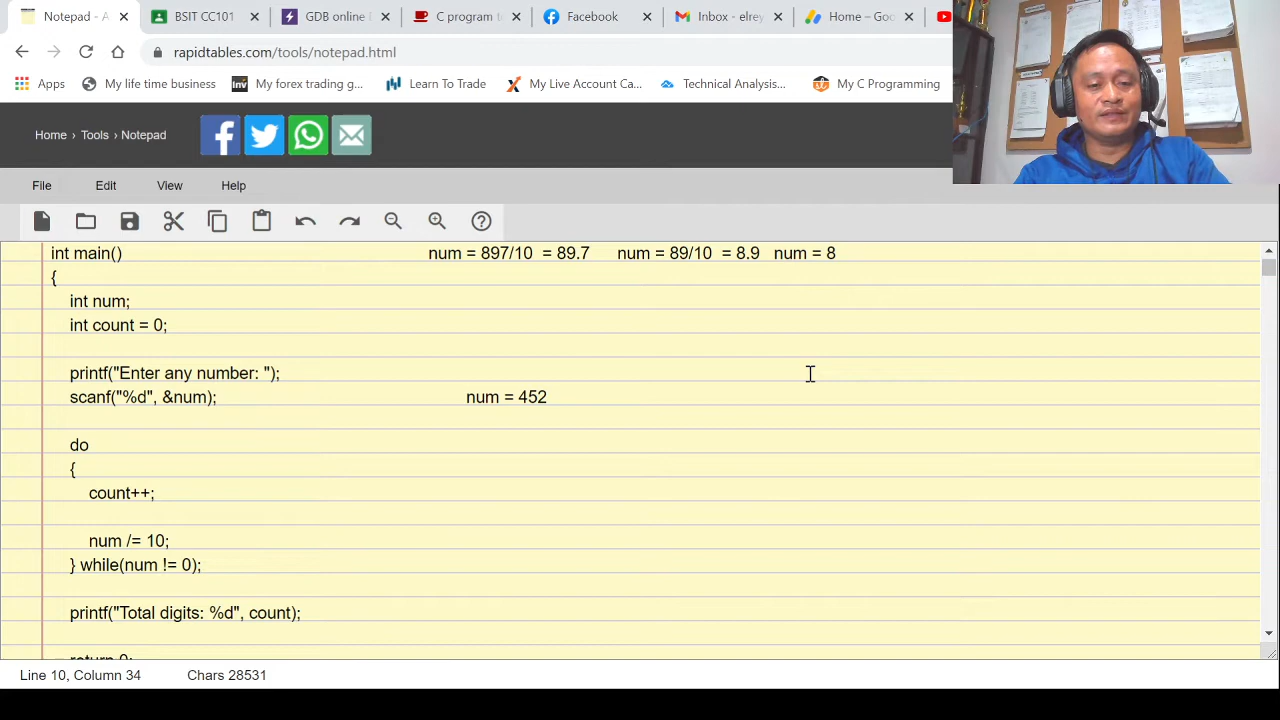 Notepad - A
BSIT CC101
GDB online D
C program to
Facebook
Inbox - elrey
Home – Goo
rapidtables.com/tools/notepad.html
Apps
My life time business
inv
My forex trading g...
Learn To Trade
My Live Account Ca...
Technical Analysis...
My C Programming
Home › Tools › Notepad
File Edit View Help
int main() num = 897/10 = 89.7 num = 89/10 = 8.9 num = 8
{
int num;
int count = 0;
printf("Enter any number: ");
scanf("%d", &num); num = 452
do
{
count++;
num /= 10;
} while(num != 0);
printf("Total digits: %d", count);
return 0;
Line 10, Column 34 Chars 28531